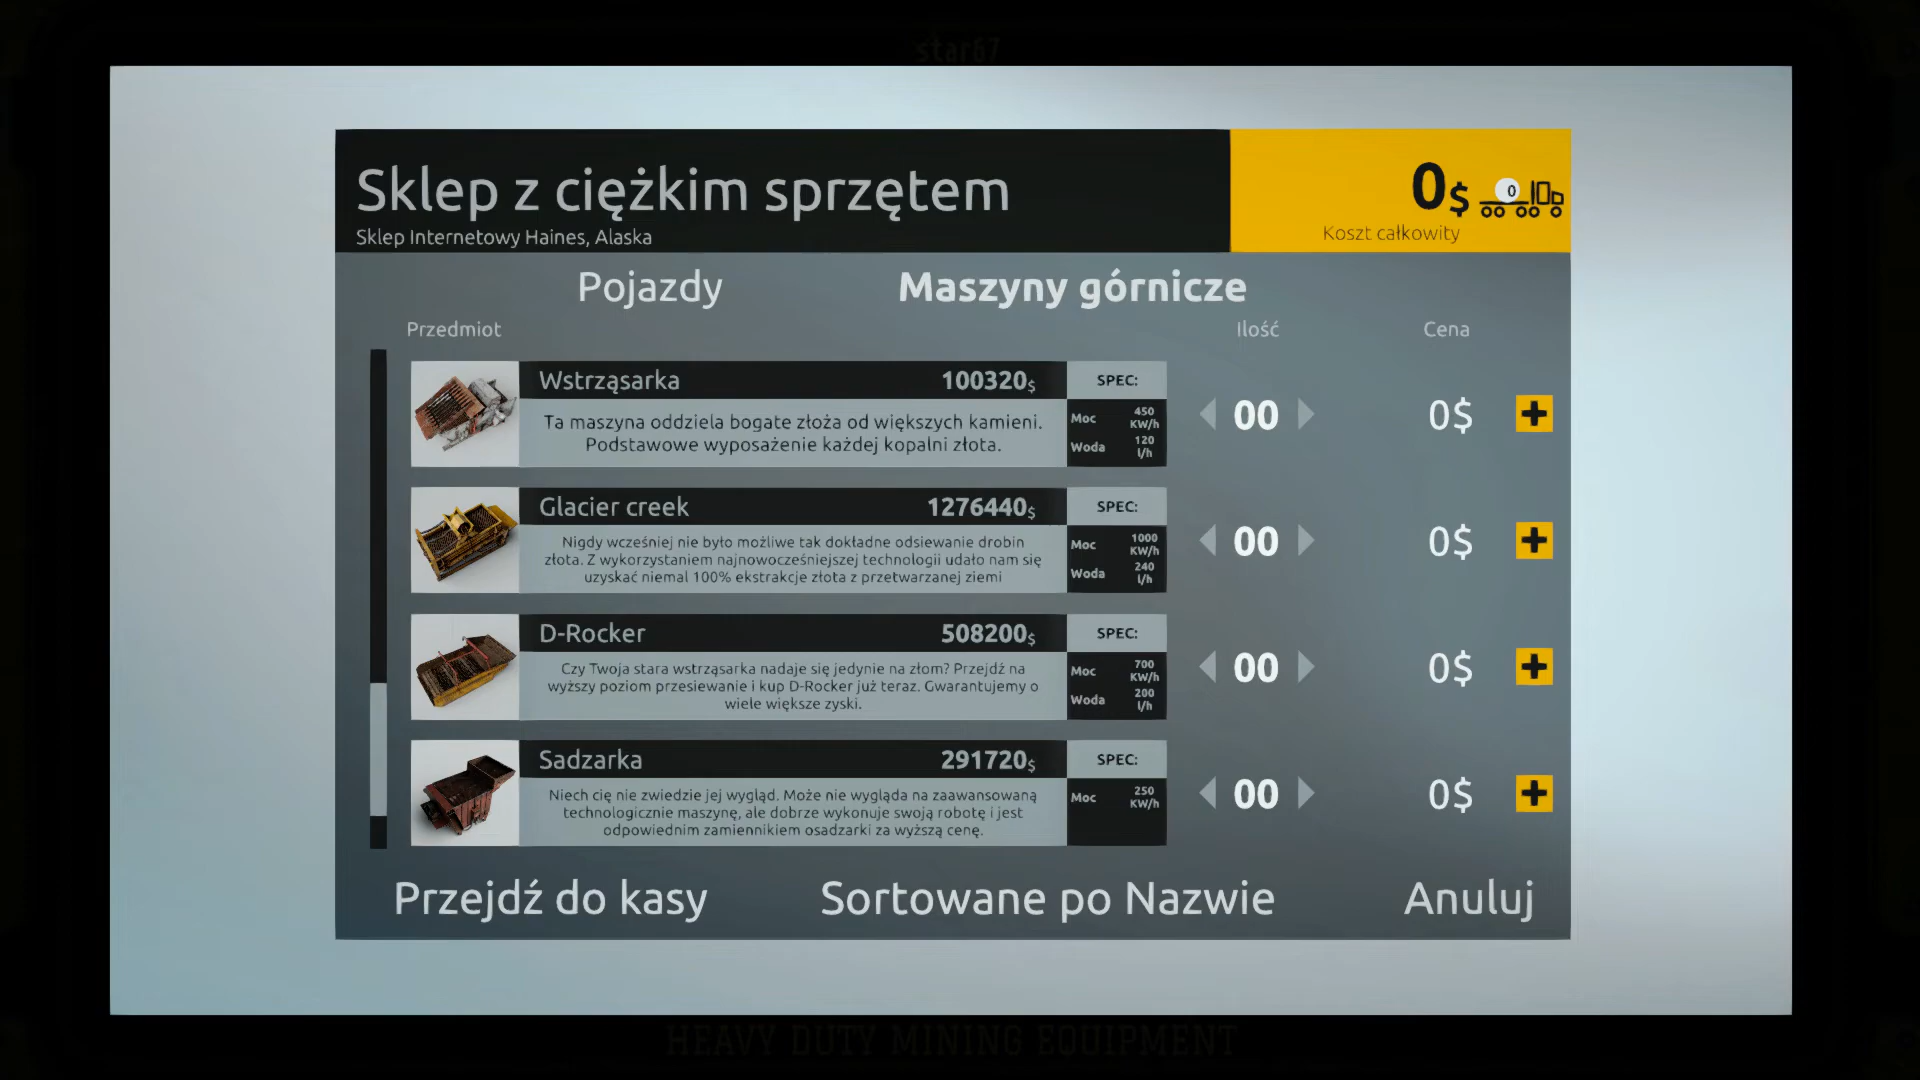 star67
Sklep z ciężkim sprzętem
Sklep Internetowy Haines, Alaska
0$
0
Koszt całkowity
Pojazdy
Maszyny górnicze
Przedmiot
Ilość
Cena
Wstrząsarka
100320$
SPEC:
Ta maszyna oddziela bogate złoża od większych kamieni.
Podstawowe wyposażenie każdej kopalni złota.
Moc 450 KW/h
Woda 120 l/h
00
0$
Glacier creek
1276440$
SPEC:
Nigdy wcześniej nie było możliwe tak dokładne odsiewanie drobin
złota. Z wykorzystaniem najnowocześniejszej technologii udało nam się
uzyskać niemal 100% ekstrakcje złota z przetwarzanej ziemi
Moc 1000 KW/h
Woda 240 l/h
00
0$
D-Rocker
508200$
SPEC:
Czy Twoja stara wstrząsarka nadaje się jedynie na złom? Przejdź na
wyższy poziom przesiewanie i kup D-Rocker już teraz. Gwarantujemy o
wiele większe zyski.
Moc 700 KW/h
Woda 200 l/h
00
0$
Sadzarka
291720$
SPEC:
Niech cię nie zwiedzie jej wygląd. Może nie wygląda na zaawansowaną
technologicznie maszynę, ale dobrze wykonuje swoją robotę i jest
odpowiednim zamiennikiem osadzarki za wyższą cenę.
Moc 250 KW/h
00
0$
Przejdź do kasy
Sortowane po Nazwie
Anuluj
HEAVY DUTY MINING EQUIPMENT